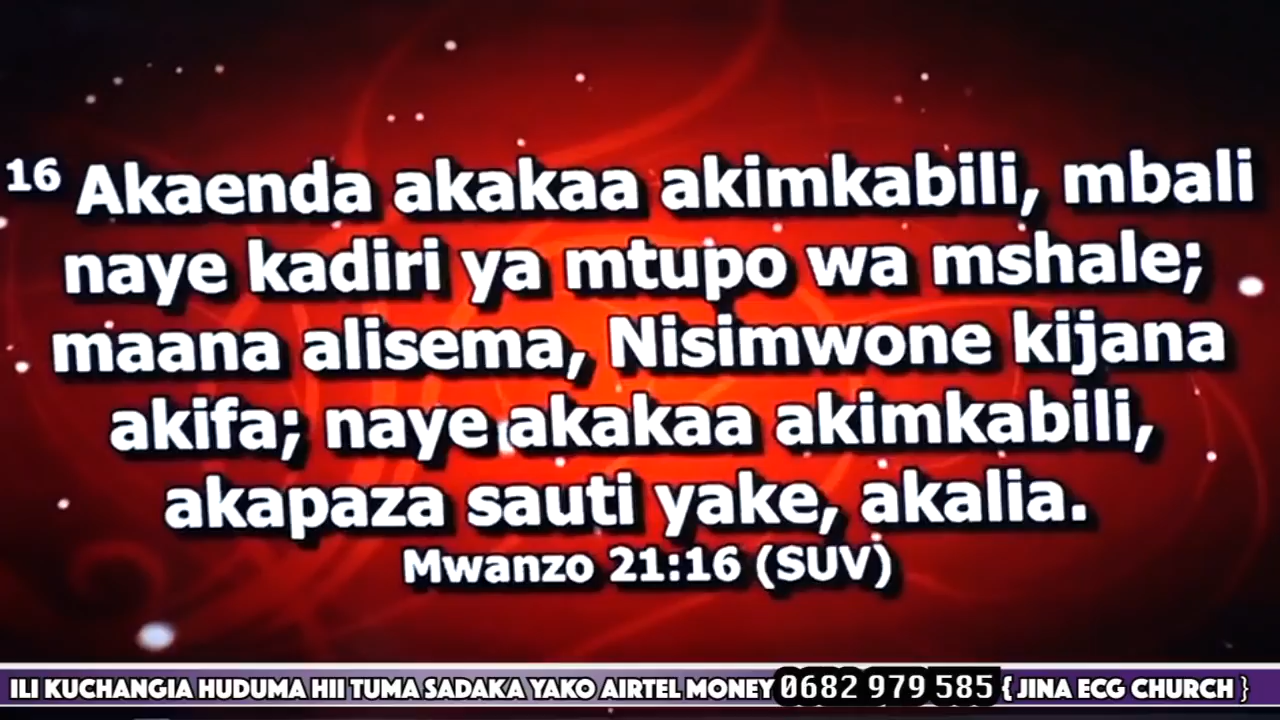 16 Akaenda akakaa akimkabili, mbali
naye kadiri ya mtupo wa mshale;
maana alisema, Nisimwone kijana
akifa; naye akakaa akimkabili,
akapaza sauti yake, akalia.
Mwanzo 21:16 (SUV)
ILI KUCHANGIA HUDUMA HII TUMA SADAKA YAKO AIRTEL MONEY 0682 979 585 { JINA ECG CHURCH }